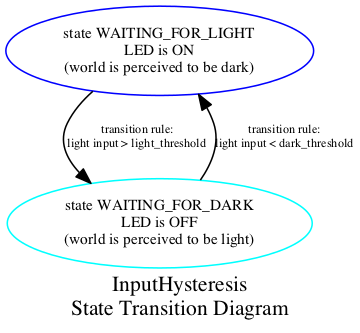 state WAITING_FOR_LIGHT
LED is ON
(world is perceived to be dark)
transition rule:
light input > light_threshold
transition rule:
light input < dark_threshold
state WAITING_FOR_DARK
LED is OFF
(world is perceived to be light)
InputHysteresis
State Transition Diagram